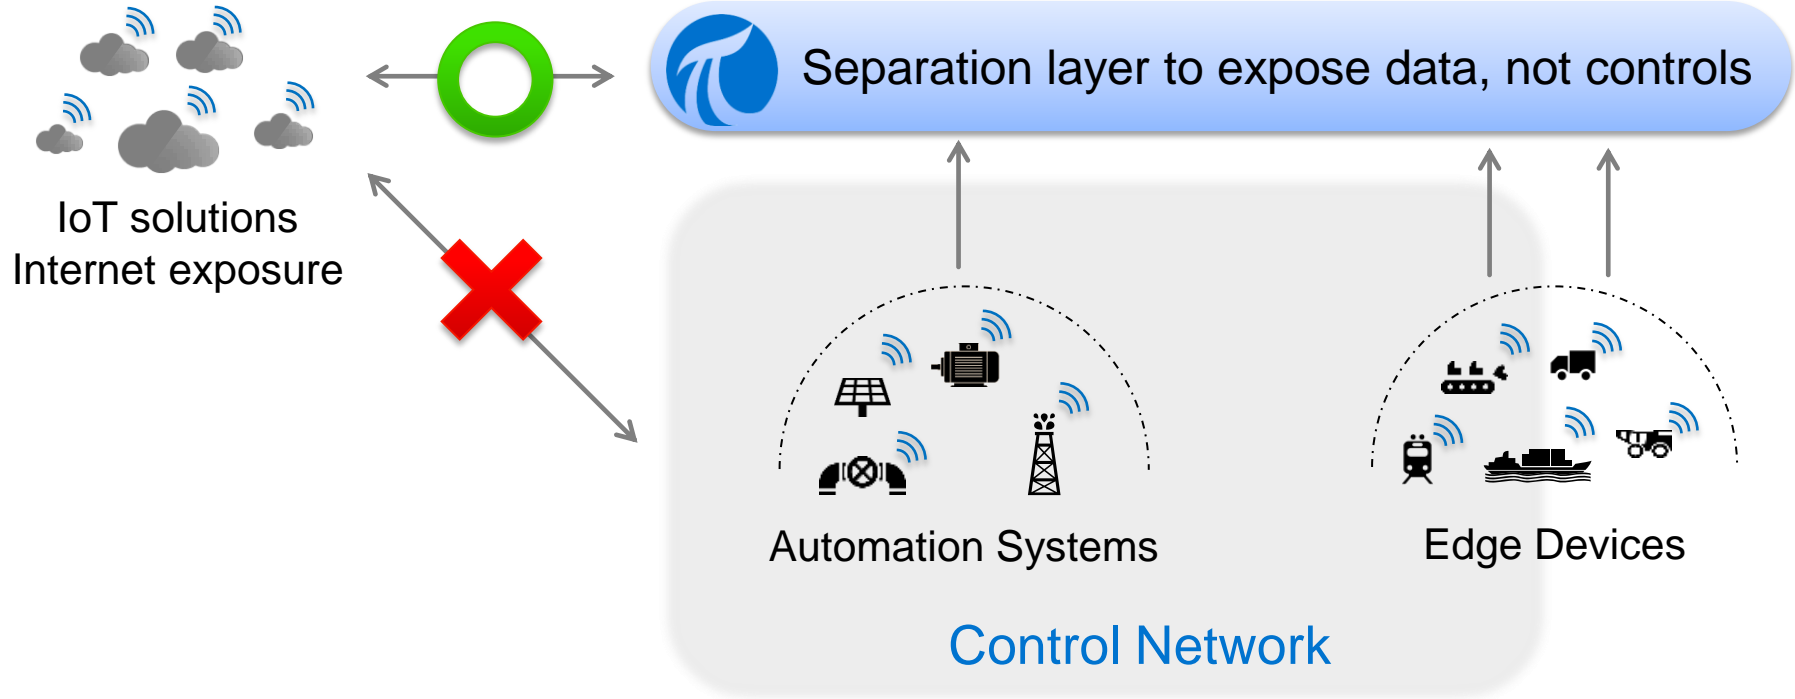 Separation layer to expose data, not controls
IoT solutions
Internet exposure
Automation Systems
Edge Devices
Control Network